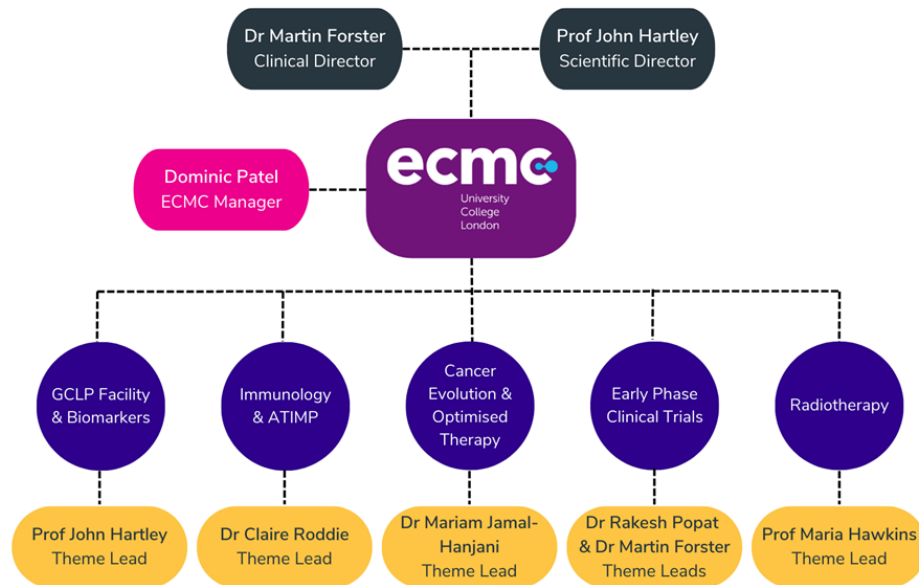 Dr Martin Forster
Clinical Director
Prof John Hartley
Scientific Director
ecmc
University
College
London
Dominic Patel
ECMC Manager
GCLP Facility
& Biomarkers
Immunology
& ATIMP
Cancer
Evolution &
Optimised
Therapy
Early Phase
Clinical Trials
Radiotherapy
Prof John Hartley
Theme Lead
Dr Claire Roddie
Theme Lead
Dr Mariam Jamal-
Hanjani
Theme Lead
Dr Rakesh Popat
& Dr Martin Forster
Theme Leads
Prof Maria Hawkins
Theme Lead